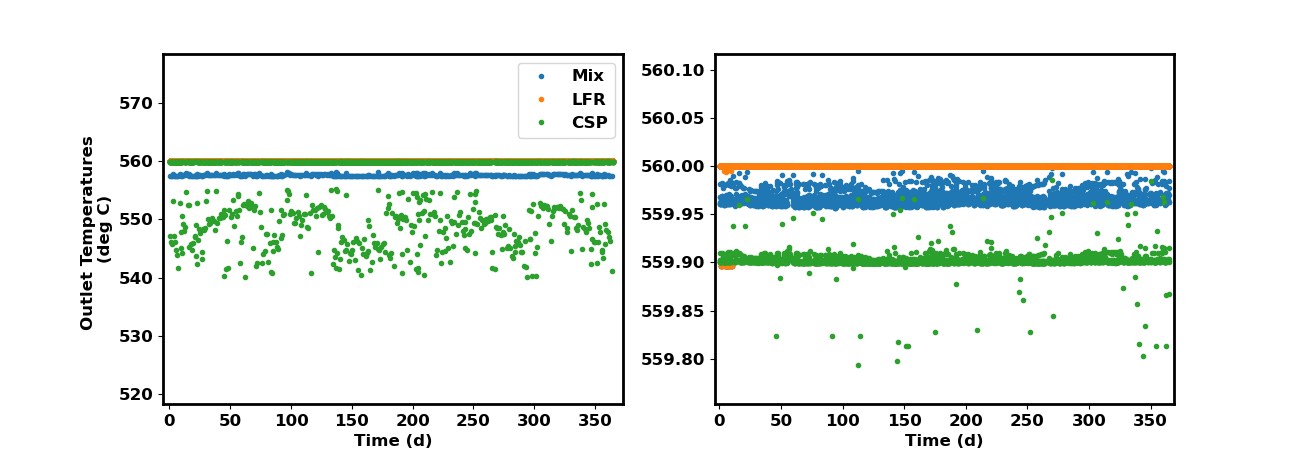 Outlet Temperatures
(deg C)
570
560
550
540
530
520
0 50 100 150 200 250 300 350
Time (d)
Mix
LFR
CSP
560.10
560.05
560.00
559.95
559.90
559.85
559.80
0 50 100 150 200 250 300 350
Time (d)